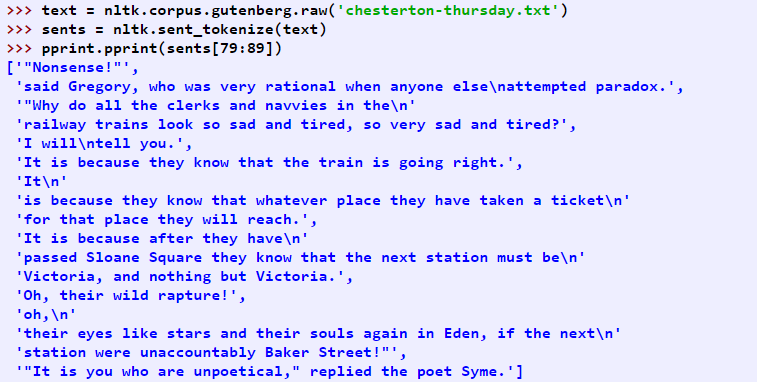 >>> text = nltk.corpus.gutenberg.raw('chesterton-thursday.txt')
>>> sents = nltk.sent_tokenize(text)
>>> pprint.pprint(sents[79:89])
['"Nonsense!"',
 'said Gregory, who was very rational when anyone else\nattempted paradox.',
 '"Why do all the clerks and navvies in the\n'
 'railway trains look so sad and tired, so very sad and tired?',
 'I will\ntell you.',
 'It is because they know that the train is going right.',
 'It\n'
 'is because they know that whatever place they have taken a ticket\n'
 'for that place they will reach.',
 'It is because after they have\n'
 'passed Sloane Square they know that the next station must be\n'
 'Victoria, and nothing but Victoria.',
 'Oh, their wild rapture!',
 'oh,\n'
 'their eyes like stars and their souls again in Eden, if the next\n'
 'station were unaccountably Baker Street!"',
 '"It is you who are unpoetical," replied the poet Syme.']